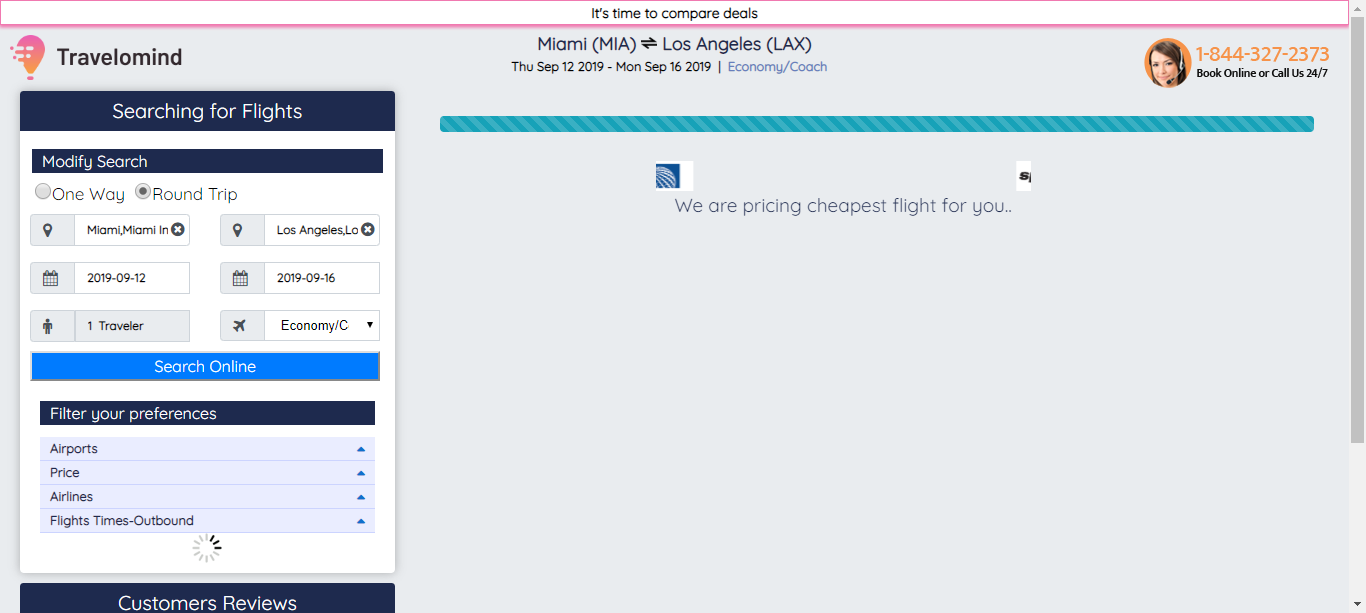 It's time to compare deals
Travelomind
Miami (MIA) ⇌ Los Angeles (LAX)
Thu Sep 12 2019 - Mon Sep 16 2019 | Economy/Coach
1-844-327-2373
Book Online or Call Us 24/7
Searching for Flights
Modify Search
One Way Round Trip
Miami,Miami In Los Angeles,Lo
2019-09-12 2019-09-16
1 Traveler Economy/C
Search Online
Filter your preferences
Airports
Price
Airlines
Flights Times-Outbound
Customers Reviews
We are pricing cheapest flight for you..